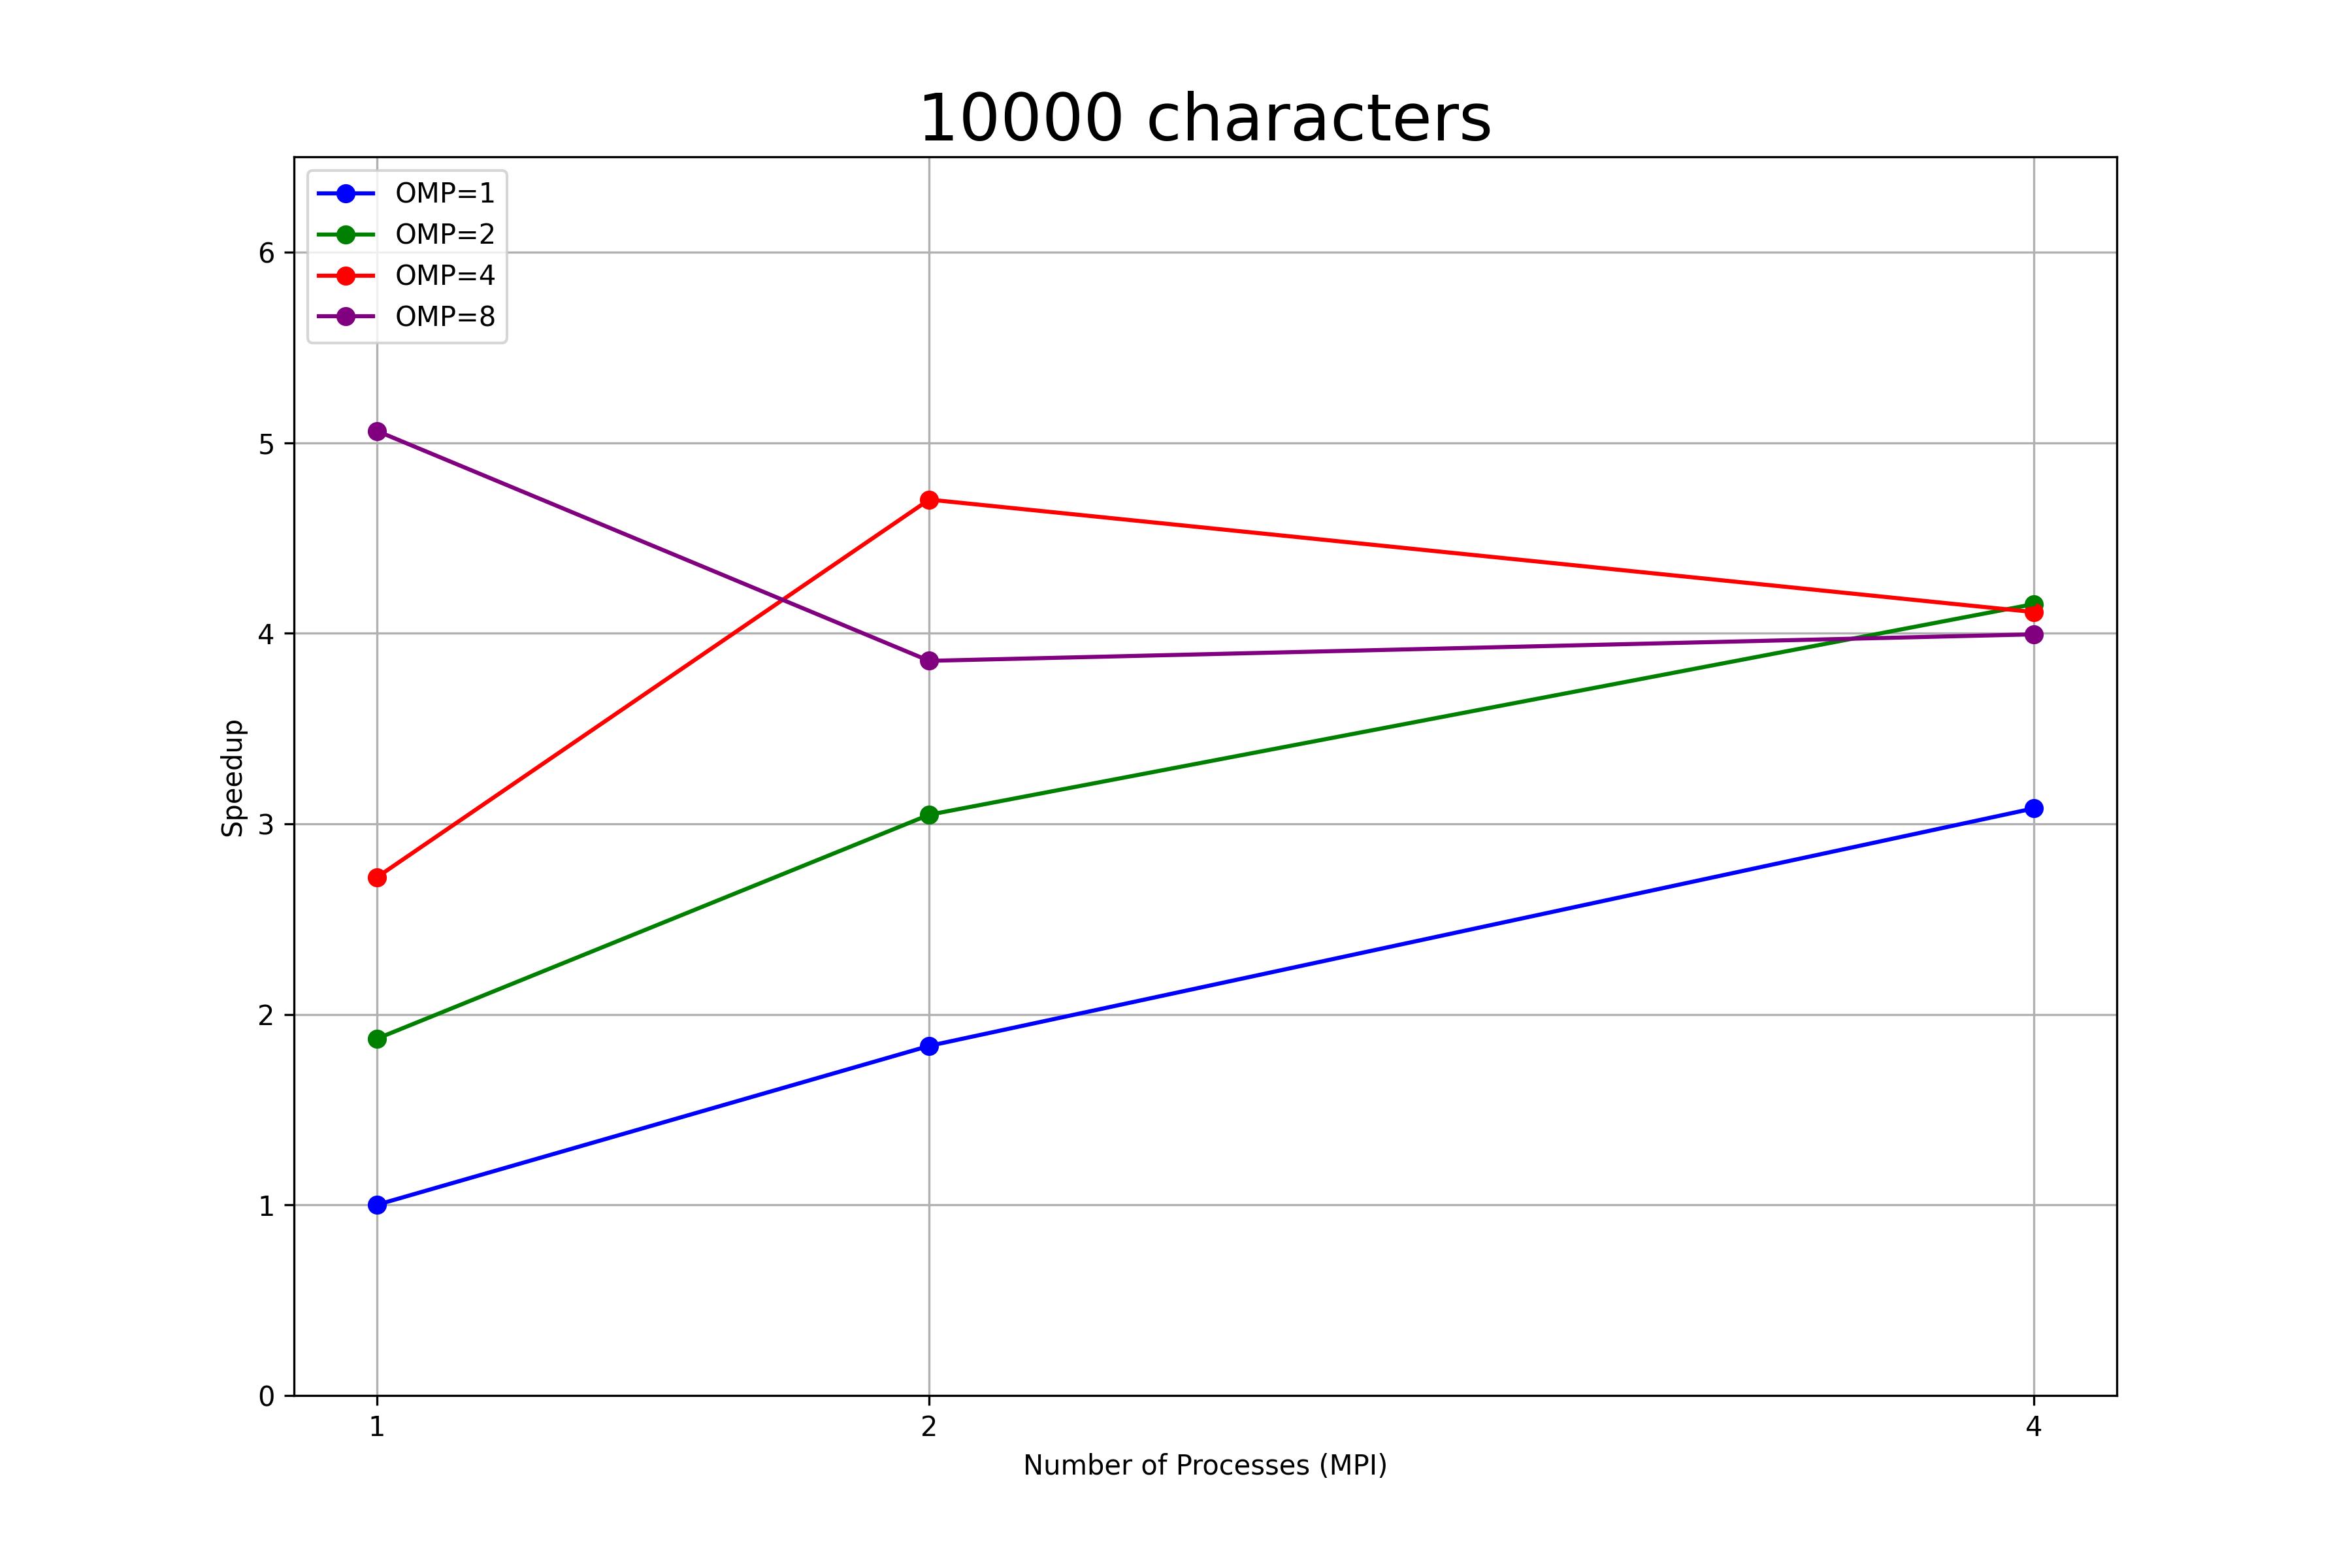 10000 characters
OMP=1
OMP=2
OMP=4
OMP=8
6
5
4
3
2
1
0
Speedup
1 2 4
Number of Processes (MPI)